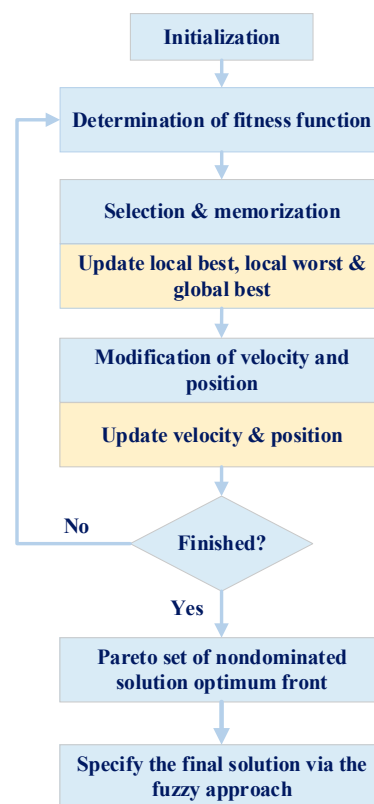 Initialization
Determination of fitness function
Selection & memorization
Update local best, local worst &
global best
Modification of velocity and
position
Update velocity & position
No
Finished?
Yes
Pareto set of nondominated
solution optimum front
Specify the final solution via the
fuzzy approach